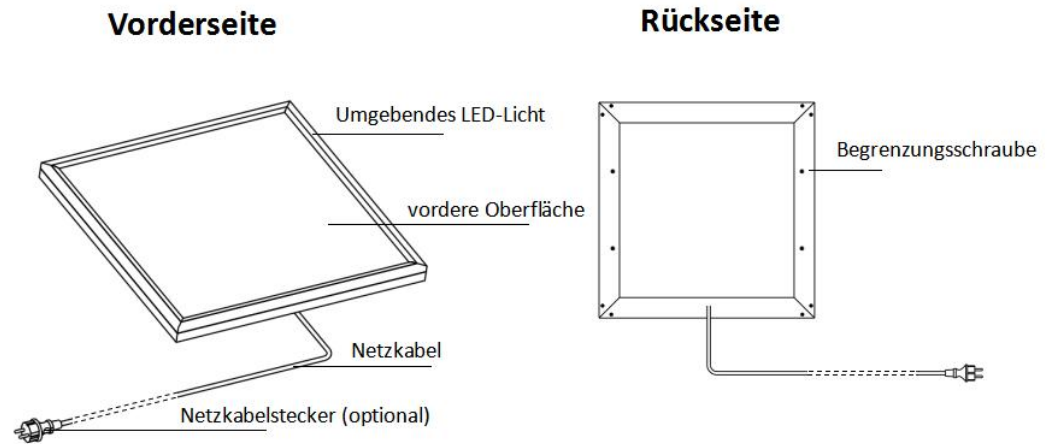 Vorderseite
Rückseite
Umgebendes LED-Licht
Begrenzungsschraube
vordere Oberfläche
Netzkabel
Netzkabelstecker (optional)